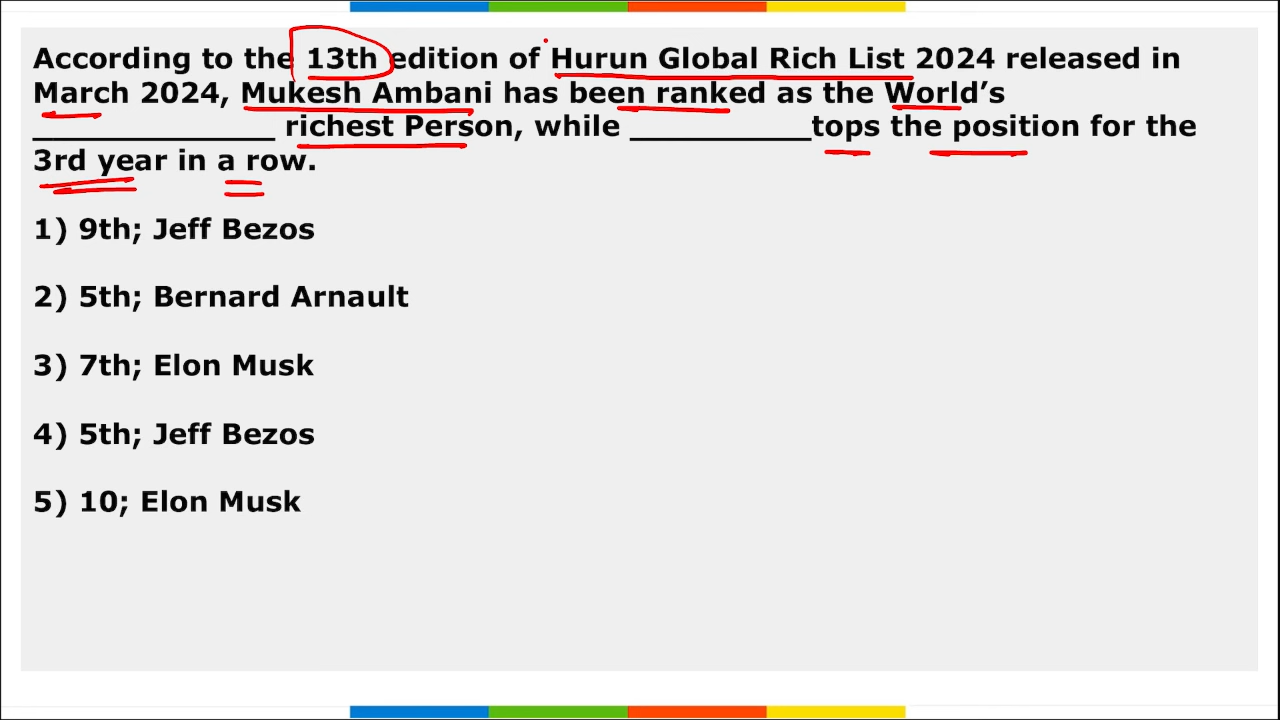 According to the 13th edition of Hurun Global Rich List 2024 released in
March 2024, Mukesh Ambani has been ranked as the World’s
_________________ richest Person, while ____________tops the position for the
3rd year in a row.
1) 9th; Jeff Bezos
2) 5th; Bernard Arnault
3) 7th; Elon Musk
4) 5th; Jeff Bezos
5) 10; Elon Musk